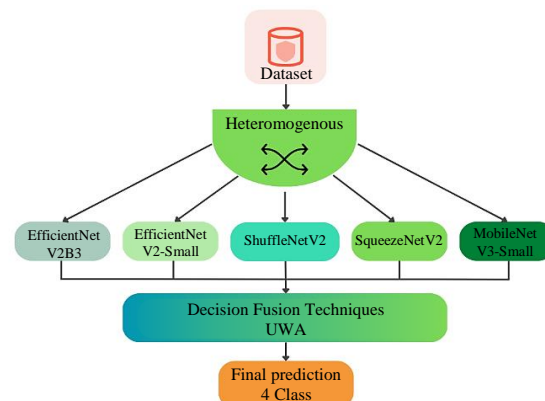 Dataset
Heteromogenous
EfficientNet
V2B3
EfficientNet
V2-Small
ShuffleNetV2
SqueezeNetV2
MobileNet
V3-Small
Decision Fusion Techniques
UWA
Final prediction
4 Class